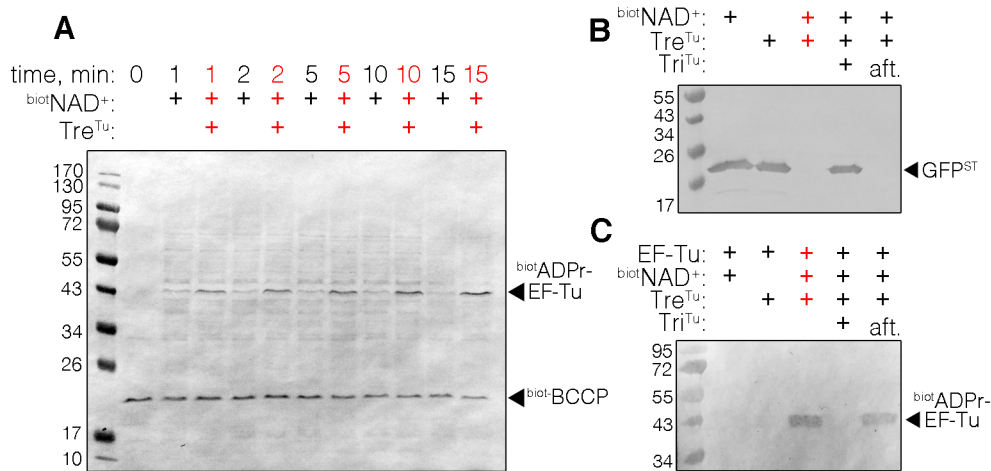 A
time, min: 0 1 1 2 2 5 5 10 10 15 15
biotNAD+: + + + + + + + + + +
TreTu: + + + + +
170
130
95
72
55
43
34
26
17
10
biotADPr-
EF-Tu
biot-BCCP
B
biotNAD+: + + + +
TreTu: + + + +
TriTu: + aft.
55
43
34
26
17
GFPST
C
EF-Tu: + + + + +
biotNAD+: + + + +
TreTu: + + + +
TriTu: + aft.
95
72
55
43
34
biotADPr-
EF-Tu